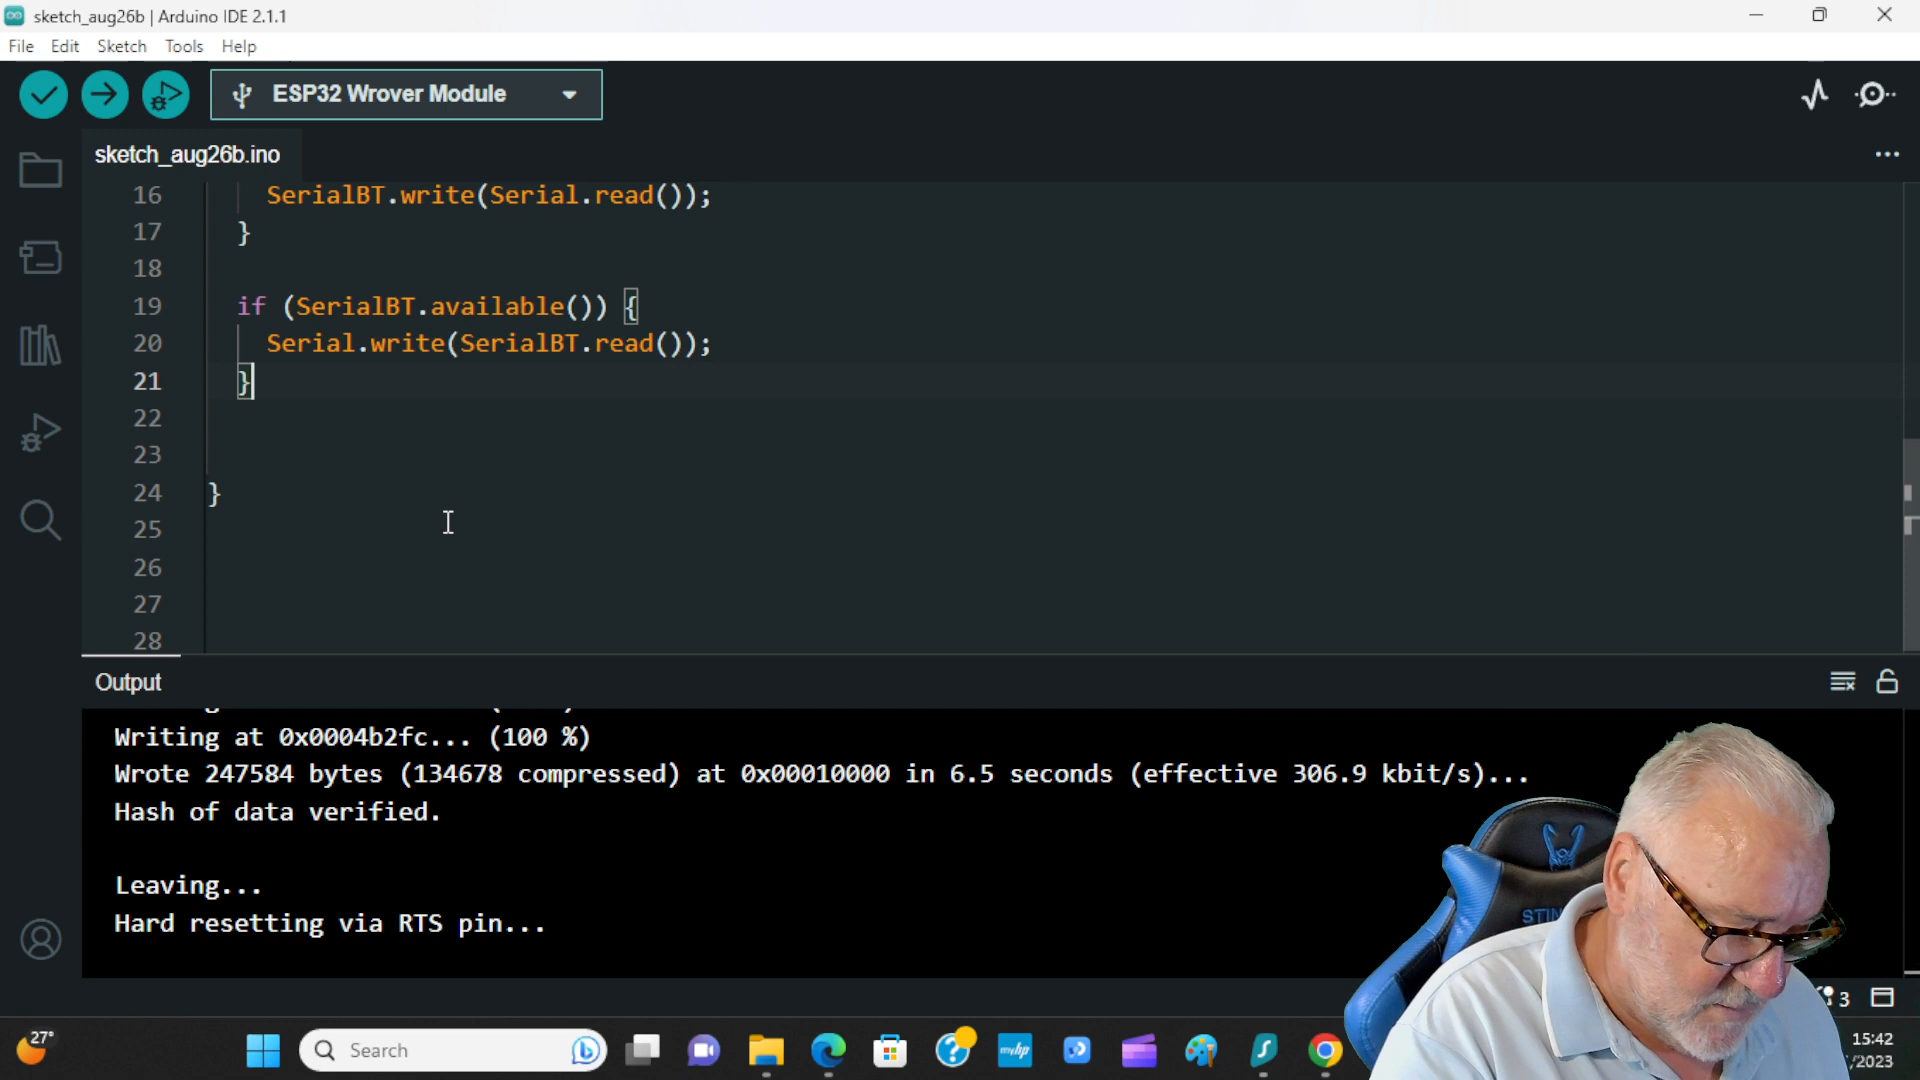 sketch_aug26b | Arduino IDE 2.1.1
File Edit Sketch Tools Help
ESP32 Wrover Module
sketch_aug26b.ino
16 SerialBT.write(Serial.read());
17 }
18
19 if (SerialBT.available()) {
20 Serial.write(SerialBT.read());
21 }
22
23
24 }
25
26
27
28
Output
Writing at 0x0004b2fc... (100 %)
Wrote 247584 bytes (134678 compressed) at 0x00010000 in 6.5 seconds (effective 306.9 kbit/s)...
Hash of data verified.
Leaving...
Hard resetting via RTS pin...
3
27°
Search
myhp
15:42
/2023